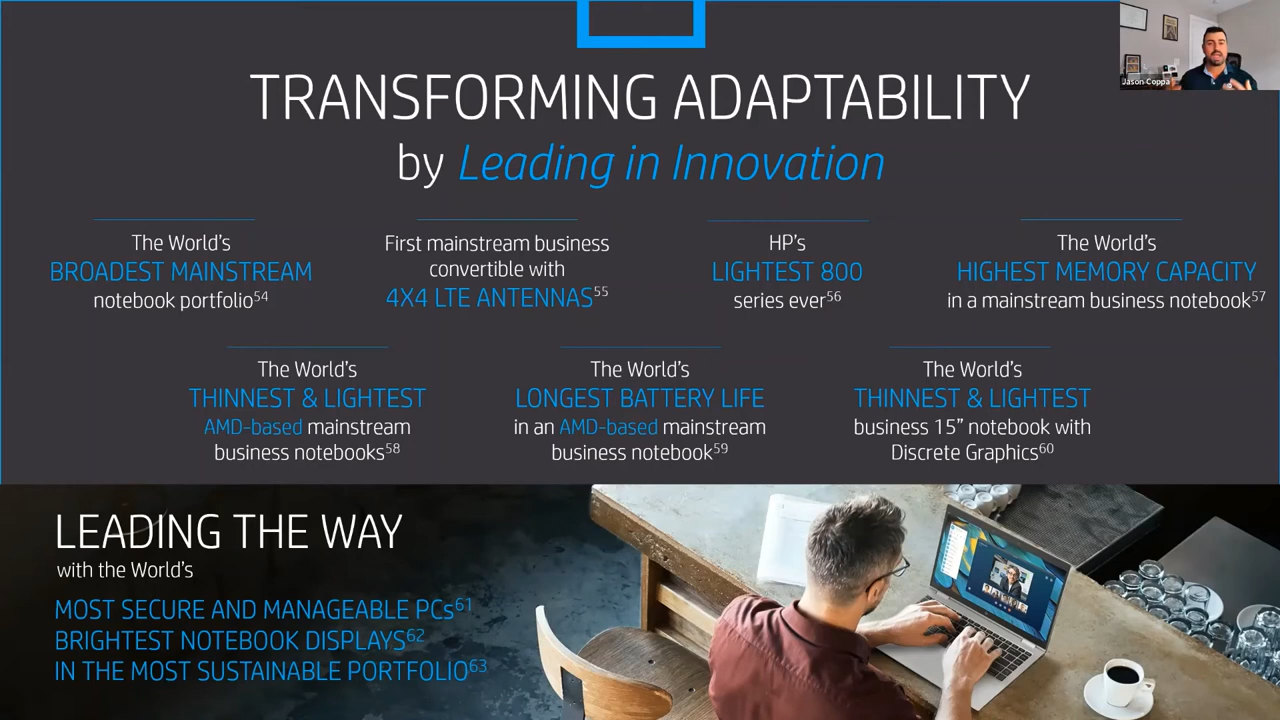 Jason Coppa
TRANSFORMING ADAPTABILITY
by Leading in Innovation
The World's
BROADEST MAINSTREAM
notebook portfolio54
First mainstream business
convertible with
4X4 LTE ANTENNAS55
HP's
LIGHTEST 800
series ever56
The World's
HIGHEST MEMORY CAPACITY
in a mainstream business notebook57
The World's
THINNEST & LIGHTEST
AMD-based mainstream
business notebooks58
The World's
LONGEST BATTERY LIFE
in an AMD-based mainstream
business notebook59
The World's
THINNEST & LIGHTEST
business 15” notebook with
Discrete Graphics60
LEADING THE WAY
with the World's
MOST SECURE AND MANAGEABLE PCs61
BRIGHTEST NOTEBOOK DISPLAYS62
IN THE MOST SUSTAINABLE PORTFOLIO63